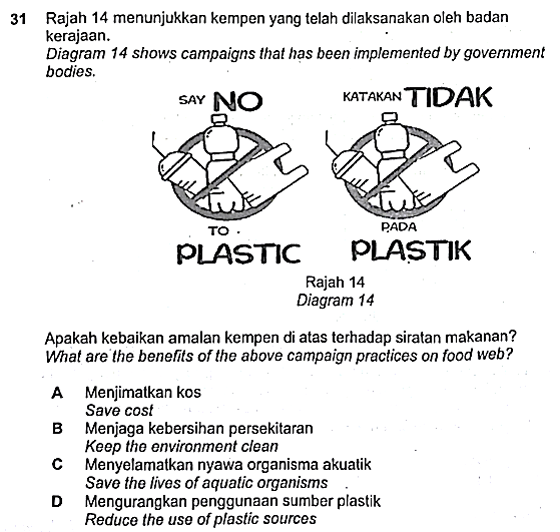 31 Rajah 14 menunjukkan kempen yang telah dilaksanakan oleh badan
kerajaan.
Diagram 14 shows campaigns that has been implemented by government
bodies.
SAY NO
TO
PLASTIC
KATAKAN TIDAK
PADA
PLASTIK
Rajah 14
Diagram 14
Apakah kebaikan amalan kempen di atas terhadap siratan makanan?
What are the benefits of the above campaign practices on food web?
A Menjimatkan kos
Save cost
B Menjaga kebersihan persekitaran
Keep the environment clean
C Menyelamatkan nyawa organisma akuatik
Save the lives of aquatic organisms
D Mengurangkan penggunaan sumber plastik
Reduce the use of plastic sources